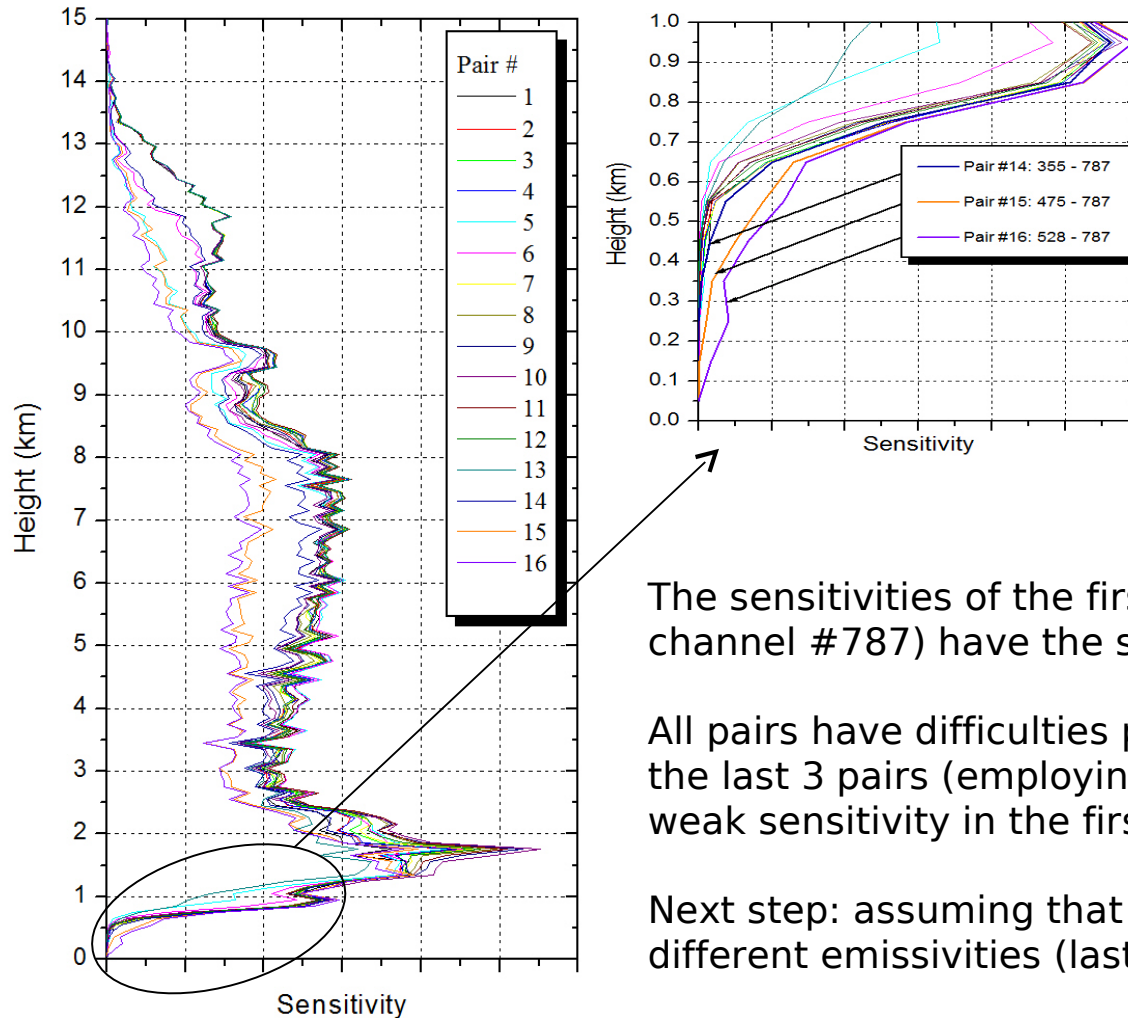 15
14
13
12
11
10
9
8
7
6
5
4
3
2
1
0
Height (km)
Sensitivity
Pair #
1
2
3
4
5
6
7
8
9
10
11
12
13
14
15
16
1.0
0.9
0.8
0.7
0.6
0.5
0.4
0.3
0.2
0.1
0.0
Height (km)
Sensitivity
Pair #14: 355 - 787
Pair #15: 475 - 787
Pair #16: 528 - 787
The sensitivities of the firs
channel #787) have the s
All pairs have difficulties p
the last 3 pairs (employin
weak sensitivity in the firs
Next step: assuming that
different emissivities (last